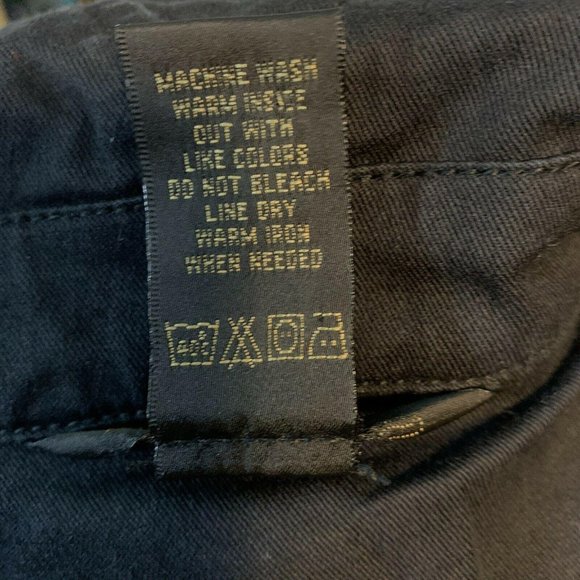 MACHINE WASH
WARM INSIDE
OUT WITH
LIKE COLORS
DO NOT BLEACH
LINE DRY
WARM IRON
WHEN NEEDED